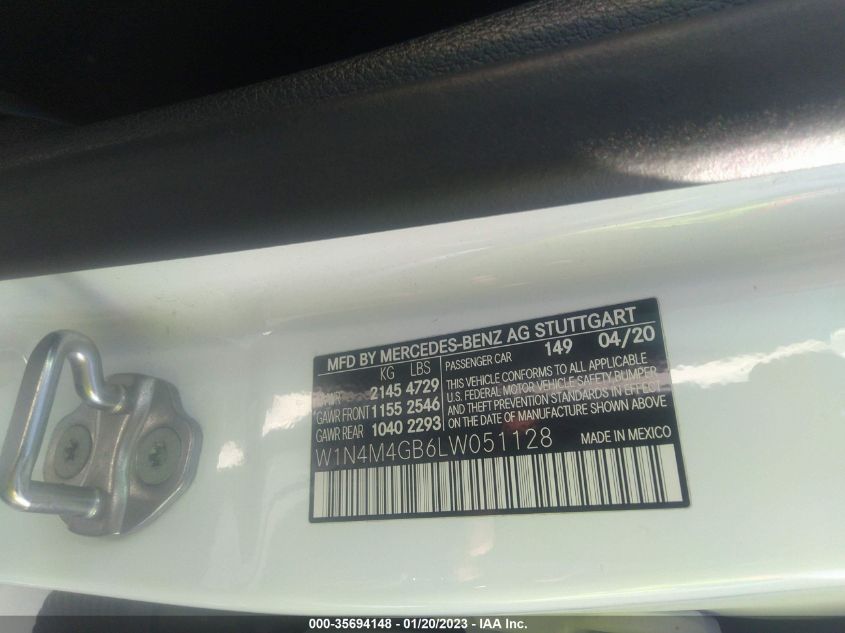 MFD BY MERCEDES-BENZ AG STUTTGART
KG LBS PASSENGER CAR 149 04/20
GVWR 2145 4729 THIS VEHICLE CONFORMS TO ALL APPLICABLE
GAWR FRONT 1155 2546 U.S. FEDERAL MOTOR VEHICLE SAFETY BUMPER
GAWR REAR 1040 2293 AND THEFT PREVENTION STANDARDS IN EFFECT
ON THE DATE OF MANUFACTURE SHOWN ABOVE
W1N4M4GB6LW051128 MADE IN MEXICO
000-35694148 - 01/20/2023 - IAA Inc.